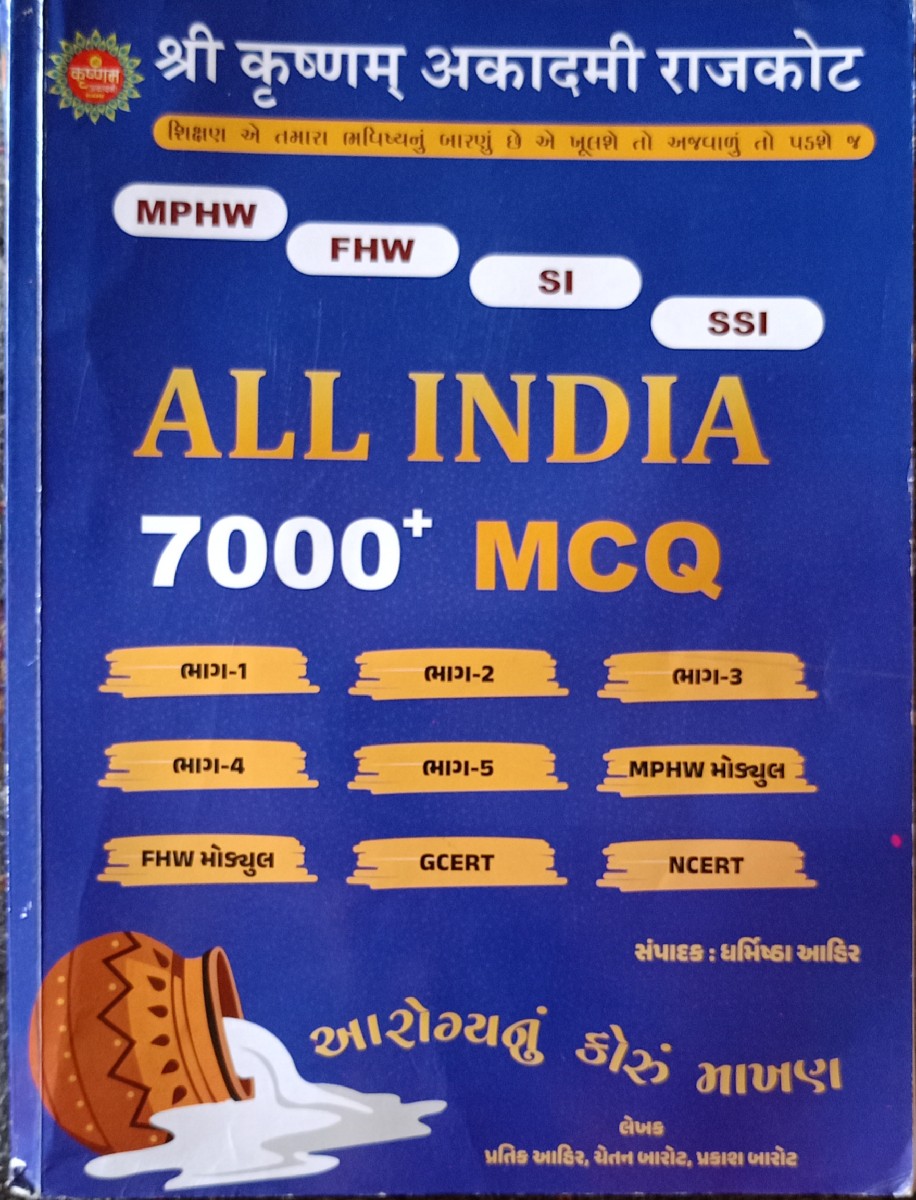 कृष्णम
श्री कृष्णम् अकादमी राजकोट
શિક્ષણ એ તમારા ભવિષ્યનું બારણું છે એ ખૂલશે તો અજવાળું તો પડશે જ
MPHW
FHW
SI
SSI
ALL INDIA
7000+ MCQ
ભાગ-1 ભાગ-2 ભાગ-3
ભાગ-4 ભાગ-5 MPHW મોડ્યુલ
FHW મોડ્યુલ GCERT NCERT
સંપાદક : ધર્મિષ્ઠા આહિર
આરોગ્યનું કોરું માખણ
લેખક
પ્રતિક આહિર, ચેતન બારોટ, પ્રકાશ બારોટ